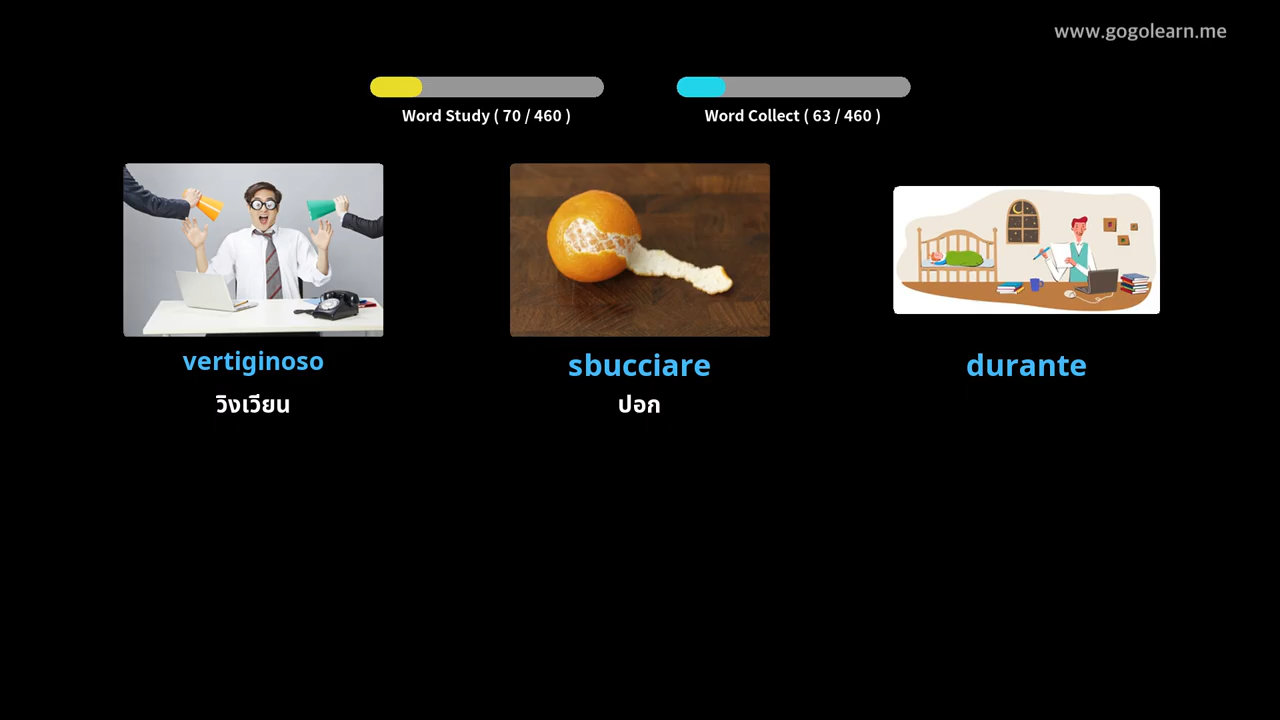 www.gogolearn.me
Word Study ( 70 / 460 )
Word Collect ( 63 / 460 )
vertiginoso
วิงเวียน
sbucciare
ปอก
durante